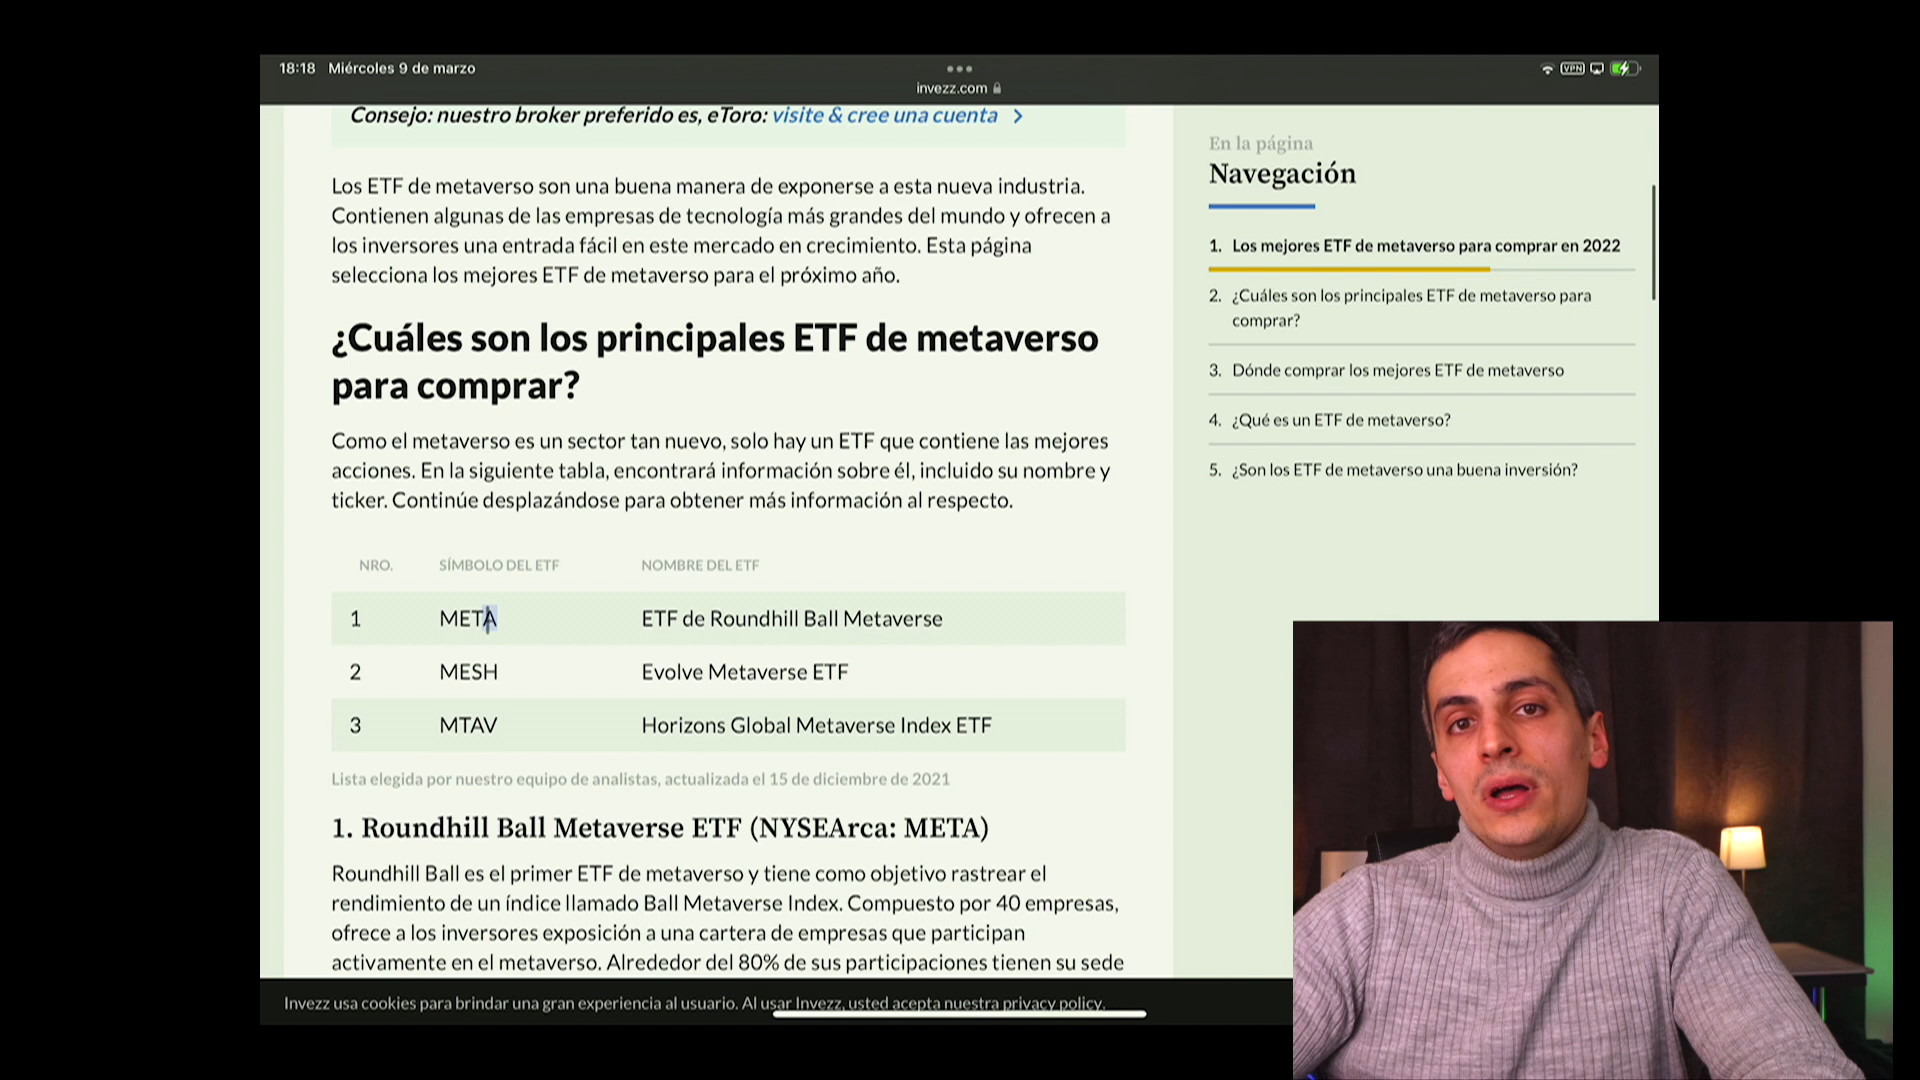 18:18 Miércoles 9 de marzo
VPN
invezz.com
Consejo: nuestro broker preferido es, eToro: visite & cree una cuenta
Los ETF de metaverso son una buena manera de exponerse a esta nueva industria.
Contienen algunas de las empresas de tecnología más grandes del mundo y ofrecen a
los inversores una entrada fácil en este mercado en crecimiento. Esta página
selecciona los mejores ETF de metaverso para el próximo año.
¿Cuáles son los principales ETF de metaverso
para comprar?
Como el metaverso es un sector tan nuevo, solo hay un ETF que contiene las mejores
acciones. En la siguiente tabla, encontrará información sobre él, incluido su nombre y
ticker. Continúe desplazándose para obtener más información al respecto.
NRO. SÍMBOLO DEL ETF NOMBRE DEL ETF
1 META ETF de Roundhill Ball Metaverse
2 MESH Evolve Metaverse ETF
3 MTAV Horizons Global Metaverse Index ETF
Lista elegida por nuestro equipo de analistas, actualizada el 15 de diciembre de 2021
1. Roundhill Ball Metaverse ETF (NYSEArca: META)
Roundhill Ball es el primer ETF de metaverso y tiene como objetivo rastrear el
rendimiento de un índice llamado Ball Metaverse Index. Compuesto por 40 empresas,
ofrece a los inversores exposición a una cartera de empresas que participan
activamente en el metaverso. Alrededor del 80% de sus participaciones tienen su sede
En la página
Navegación
1. Los mejores ETF de metaverso para comprar en 2022
2. ¿Cuáles son los principales ETF de metaverso para
comprar?
3. Dónde comprar los mejores ETF de metaverso
4. ¿Qué es un ETF de metaverso?
5. ¿Son los ETF de metaverso una buena inversión?
Invezz usa cookies para brindar una gran experiencia al usuario. Al usar Invezz, usted acepta nuestra privacy policy.